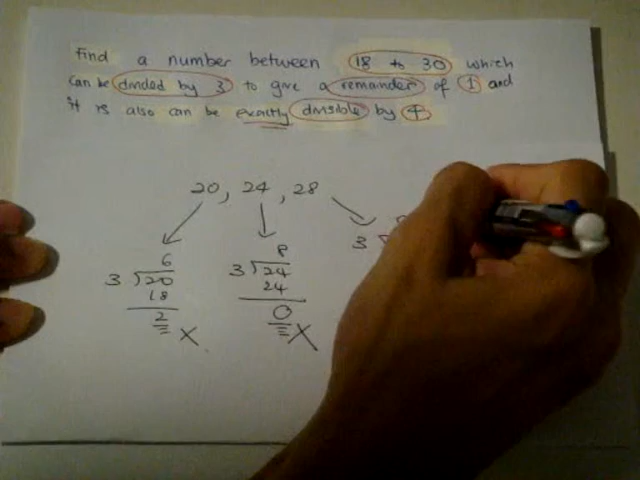 Find a number between 18 to 30 which
can be divided by 3 to give a remainder of 1 and
it is also can be exactly divisible by 4
20, 24, 28
6
3 20
18
2
X
8
3 24
24
0
X
3